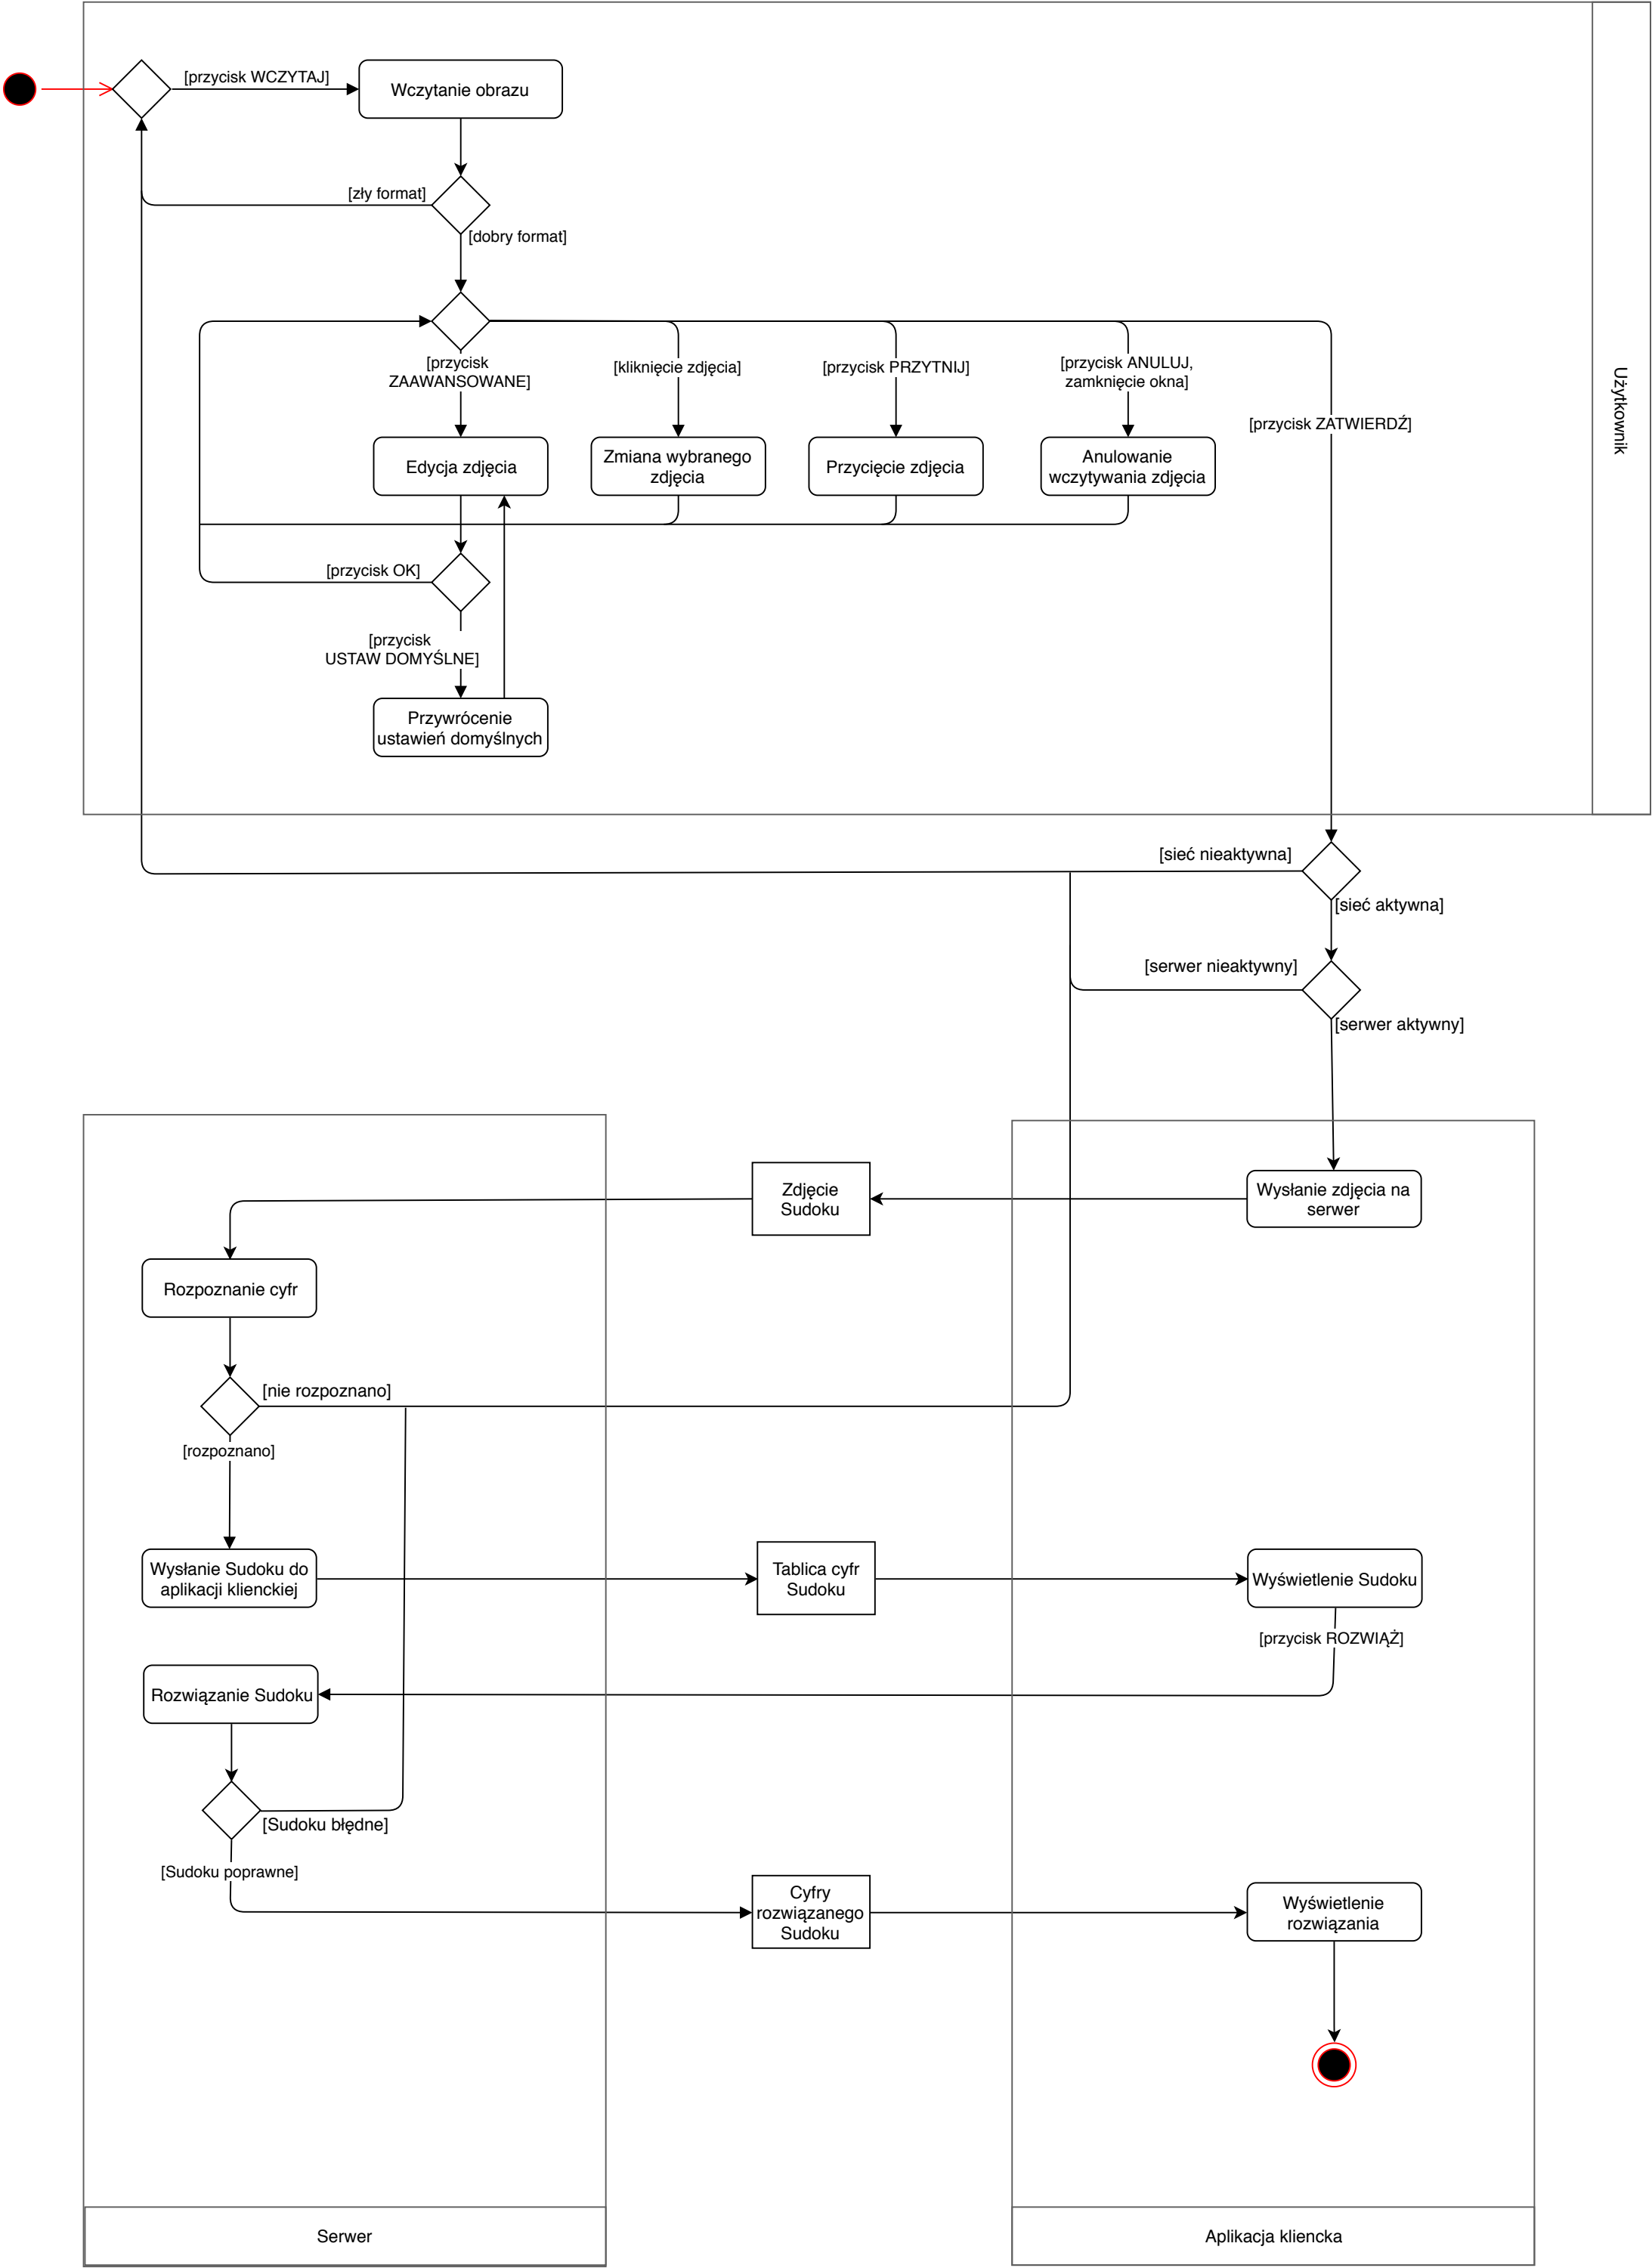 [przycisk WCZYTAJ]
Wczytanie obrazu
[zły format]
[dobry format]
[przycisk
ZAAWANSOWANE]
[kliknięcie zdjęcia]
[przycisk PRZYTNIJ]
[przycisk ANULUJ,
zamknięcie okna]
[przycisk ZATWIERDŹ]
Użytkownik
Edycja zdjęcia
Zmiana wybranego
zdjęcia
Przycięcie zdjęcia
Anulowanie
wczytywania zdjęcia
[przycisk OK]
[przycisk
USTAW DOMYŚLNE]
Przywrócenie
ustawień domyślnych
[sieć nieaktywna]
[sieć aktywna]
[serwer nieaktywny]
[serwer aktywny]
Zdjęcie
Sudoku
Wysłanie zdjęcia na
serwer
Rozpoznanie cyfr
[nie rozpoznano]
[rozpoznano]
Wysłanie Sudoku do
aplikacji klienckiej
Tablica cyfr
Sudoku
Wyświetlenie Sudoku
[przycisk ROZWIĄŻ]
Rozwiązanie Sudoku
[Sudoku błędne]
[Sudoku poprawne]
Cyfry
rozwiązanego
Sudoku
Wyświetlenie
rozwiązania
Serwer
Aplikacja kliencka